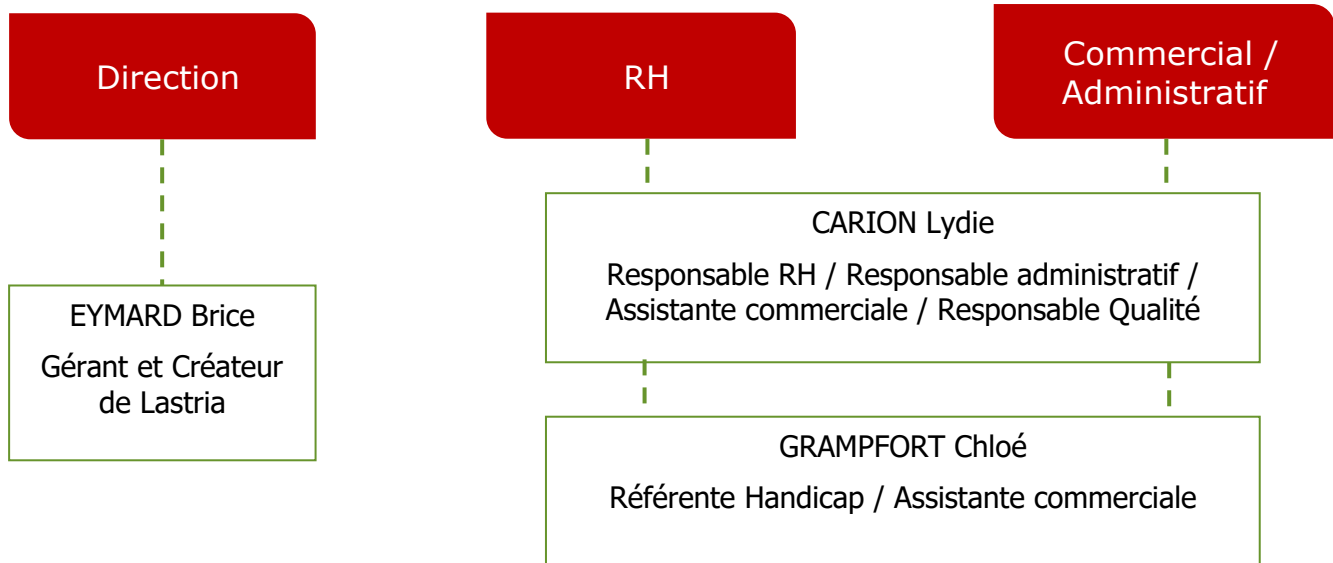 Direction
RH
Commercial /
Administratif
EYMARD Brice
Gérant et Créateur
de Lastria
CARION Lydie
Responsable RH / Responsable administratif /
Assistante commerciale / Responsable Qualité
GRAMPFORT Chloé
Référente Handicap / Assistante commerciale